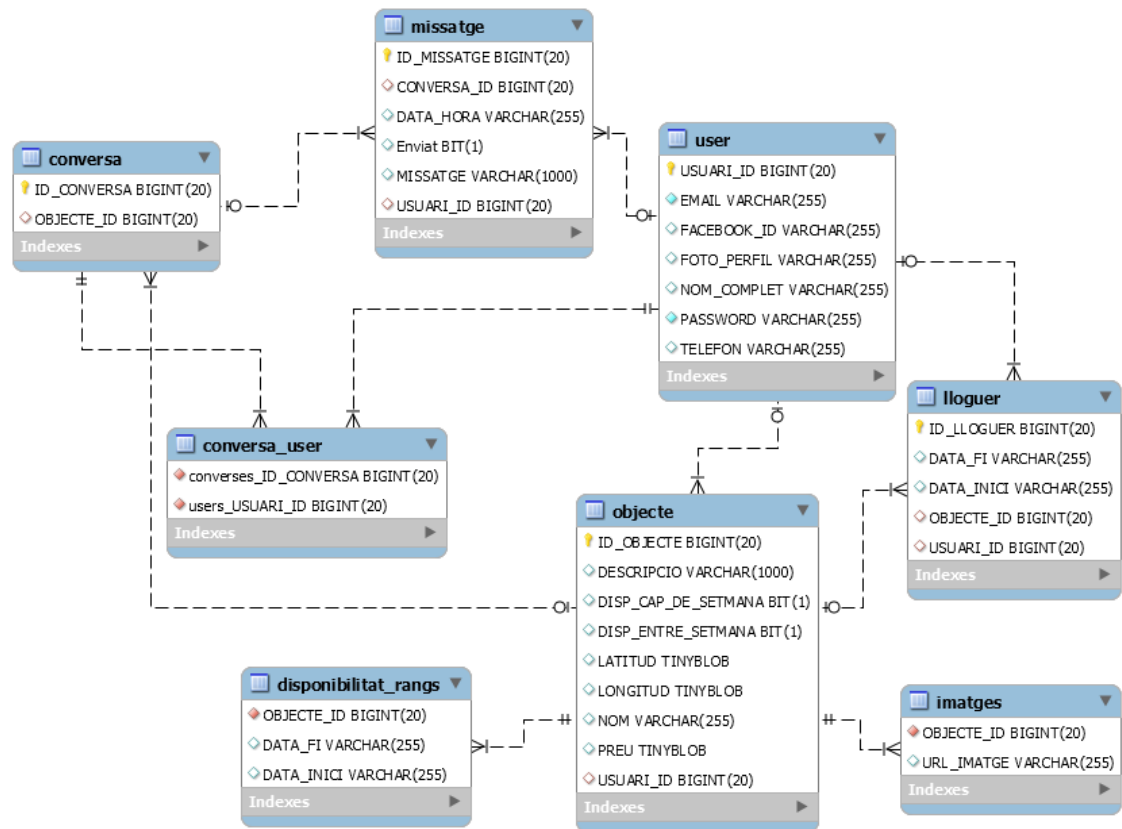 missatge
ID_MISSATGE BIGINT(20)
CONVERSA_ID BIGINT(20)
DATA_HORA VARCHAR(255)
Enviat BIT(1)
MISSATGE VARCHAR(1000)
USUARI_ID BIGINT(20)
Indexes
conversa
ID_CONVERSA BIGINT(20)
OBJECTE_ID BIGINT(20)
Indexes
user
USUARI_ID BIGINT(20)
EMAIL VARCHAR(255)
FACEBOOK_ID VARCHAR(255)
FOTO_PERFIL VARCHAR(255)
NOM_COMPLET VARCHAR(255)
PASSWORD VARCHAR(255)
TELEFON VARCHAR(255)
Indexes
lloguer
ID_LLOGUER BIGINT(20)
DATA_FI VARCHAR(255)
DATA_INICI VARCHAR(255)
OBJECTE_ID BIGINT(20)
USUARI_ID BIGINT(20)
Indexes
conversa_user
converses_ID_CONVERSA BIGINT(20)
users_USUARI_ID BIGINT(20)
Indexes
objecte
ID_OBJECTE BIGINT(20)
DESCRIPCIO VARCHAR(1000)
DISP_CAP_DE_SETMANA BIT(1)
DISP_ENTRE_SETMANA BIT(1)
LATITUD TINYBLOB
LONGITUD TINYBLOB
NOM VARCHAR(255)
PREU TINYBLOB
USUARI_ID BIGINT(20)
Indexes
disponibilitat_rangs
OBJECTE_ID BIGINT(20)
DATA_FI VARCHAR(255)
DATA_INICI VARCHAR(255)
Indexes
imatges
OBJECTE_ID BIGINT(20)
URL_IMATGE VARCHAR(255)
Indexes